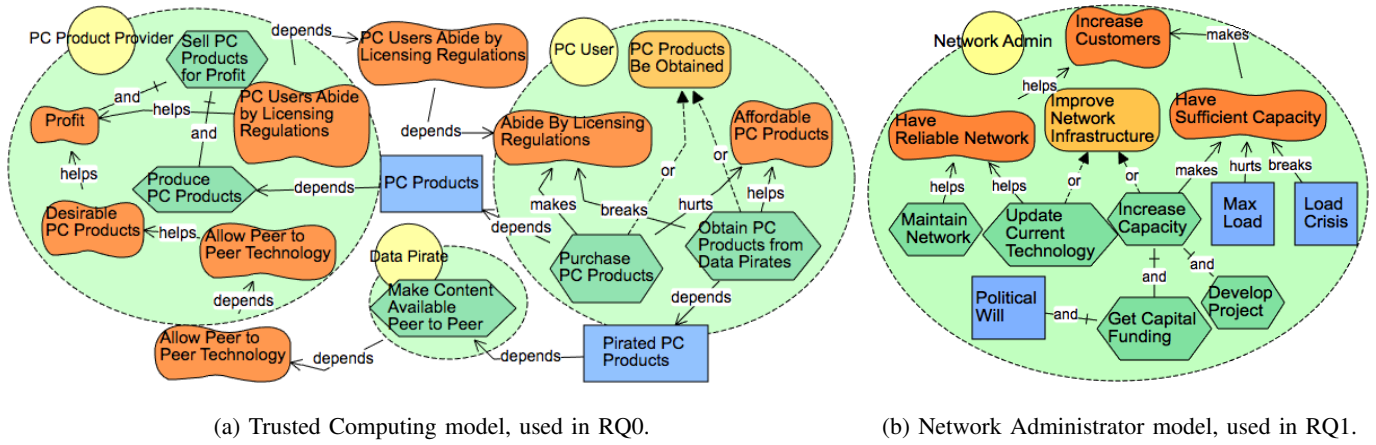 PC Product Provider
Sell PC
Products
for Profit
depends
PC Users Abide by
Licensing Regulations
and
helps
Profit
PC Users Abide
by Licensing
Regulations
and
helps
Produce
PC Products
depends
PC Products
Desirable
PC Products
helps
Allow Peer to
Peer Technology
depends
Allow Peer to
Peer Technology
depends
Data Pirate
Make Content
Available
Peer to Peer
depends
Pirated PC
Products
depends
PC User
PC Products
Be Obtained
depends
Abide By Licensing
Regulations
Affordable
PC Products
or
or
makes
breaks
hurts
helps
depends
Purchase
PC Products
Obtain PC
Products from
Data Pirates
(a) Trusted Computing model, used in RQ0.
Network Admin
Increase
Customers
makes
helps
Have
Reliable Network
Improve
Network
Infrastructure
Have
Sufficient Capacity
helps
helps
or
or
makes
hurts
breaks
Maintain
Network
Update
Current
Technology
Increase
Capacity
Max
Load
Load
Crisis
and
and
Political
Will
and
Get Capital
Funding
Develop
Project
(b) Network Administrator model, used in RQ1.